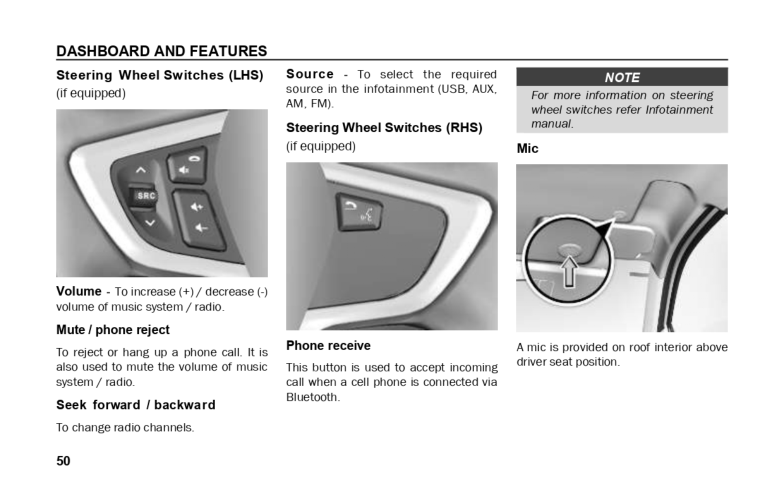 DASHBOARD AND FEATURES
Steering Wheel Switches (LHS)
(if equipped)
SRC
Volume - To increase (+) / decrease (-)
volume of music system / radio.
Mute / phone reject
To reject or hang up a phone call. It is
also used to mute the volume of music
system / radio.
Seek forward / backward
To change radio channels.
Source - To select the required
source in the infotainment (USB, AUX,
AM, FM).
Steering Wheel Switches (RHS)
(if equipped)
Phone receive
This button is used to accept incoming
call when a cell phone is connected via
Bluetooth.
NOTE
For more information on steering
wheel switches refer Infotainment
manual.
Mic
A mic is provided on roof interior above
driver seat position.
50